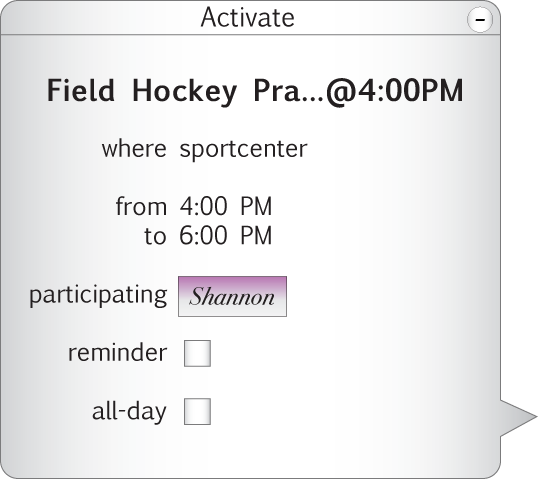 Activate
Field Hockey Pra...@4:00PM
where sportcenter
from 4:00 PM
to 6:00 PM
participating Shannon
reminder
all-day